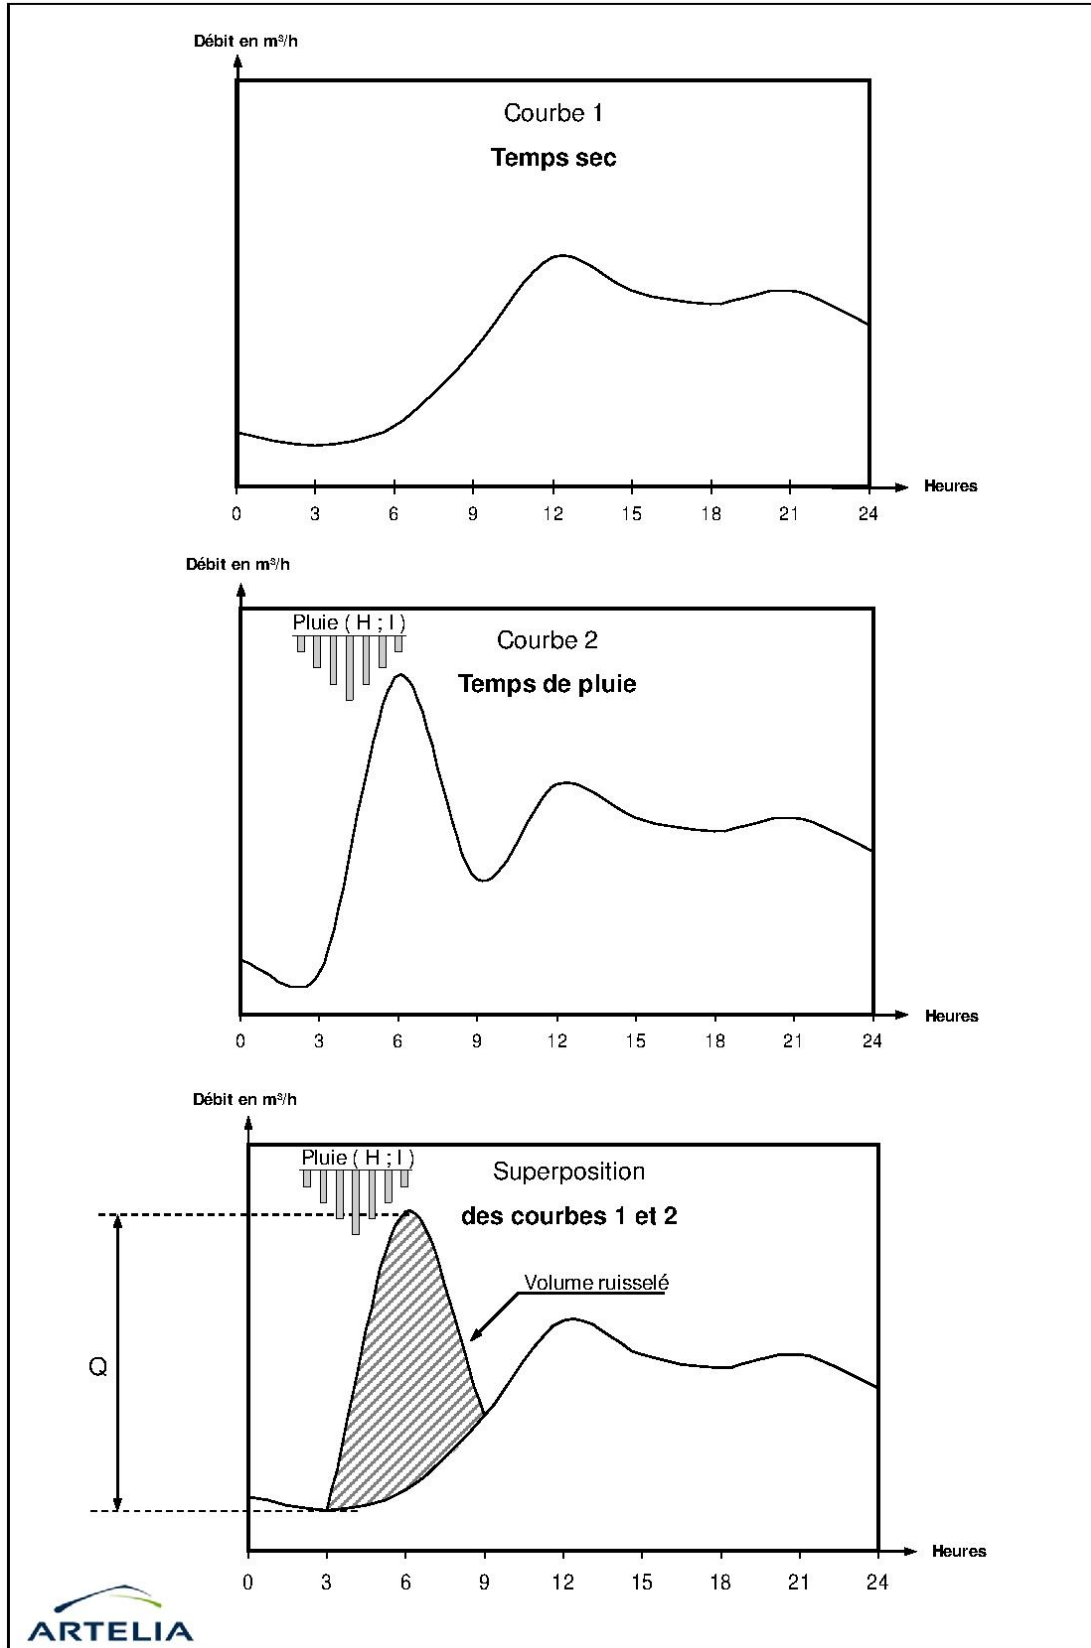 Débit en m³/h
Courbe 1
Temps sec
Heures
0 3 6 9 12 15 18 21 24
Débit en m³/h
Pluie ( H ; I )
Courbe 2
Temps de pluie
Heures
0 3 6 9 12 15 18 21 24
Débit en m³/h
Pluie ( H ; I )
Superposition
des courbes 1 et 2
Volume ruisselé
Q
Heures
0 3 6 9 12 15 18 21 24
ARTELIA